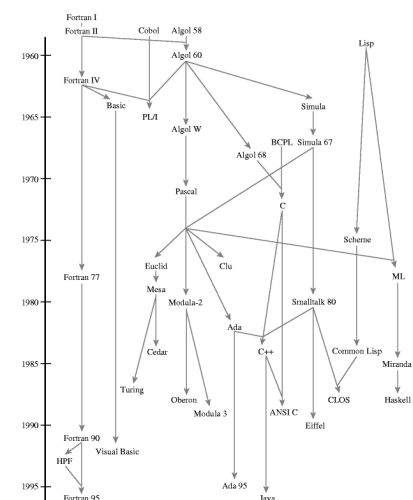 Fortran I
Fortran II
Cobol
Algol 58
Lisp
1960
Algol 60
Fortran IV
Basic
PL/I
Simula
1965
Algol W
BCPL
Simula 67
Algol 68
1970
Pascal
C
1975
Scheme
Euclid
Clu
Fortran 77
ML
Mesa
1980
Modula-2
Smalltalk 80
Ada
Cedar
C++
Common Lisp
1985
Miranda
Turing
Oberon
CLOS
Haskell
Modula 3
ANSI C
Eiffel
1990
Fortran 90
Visual Basic
HPF
1995
Ada 95
Fortran 95
Java